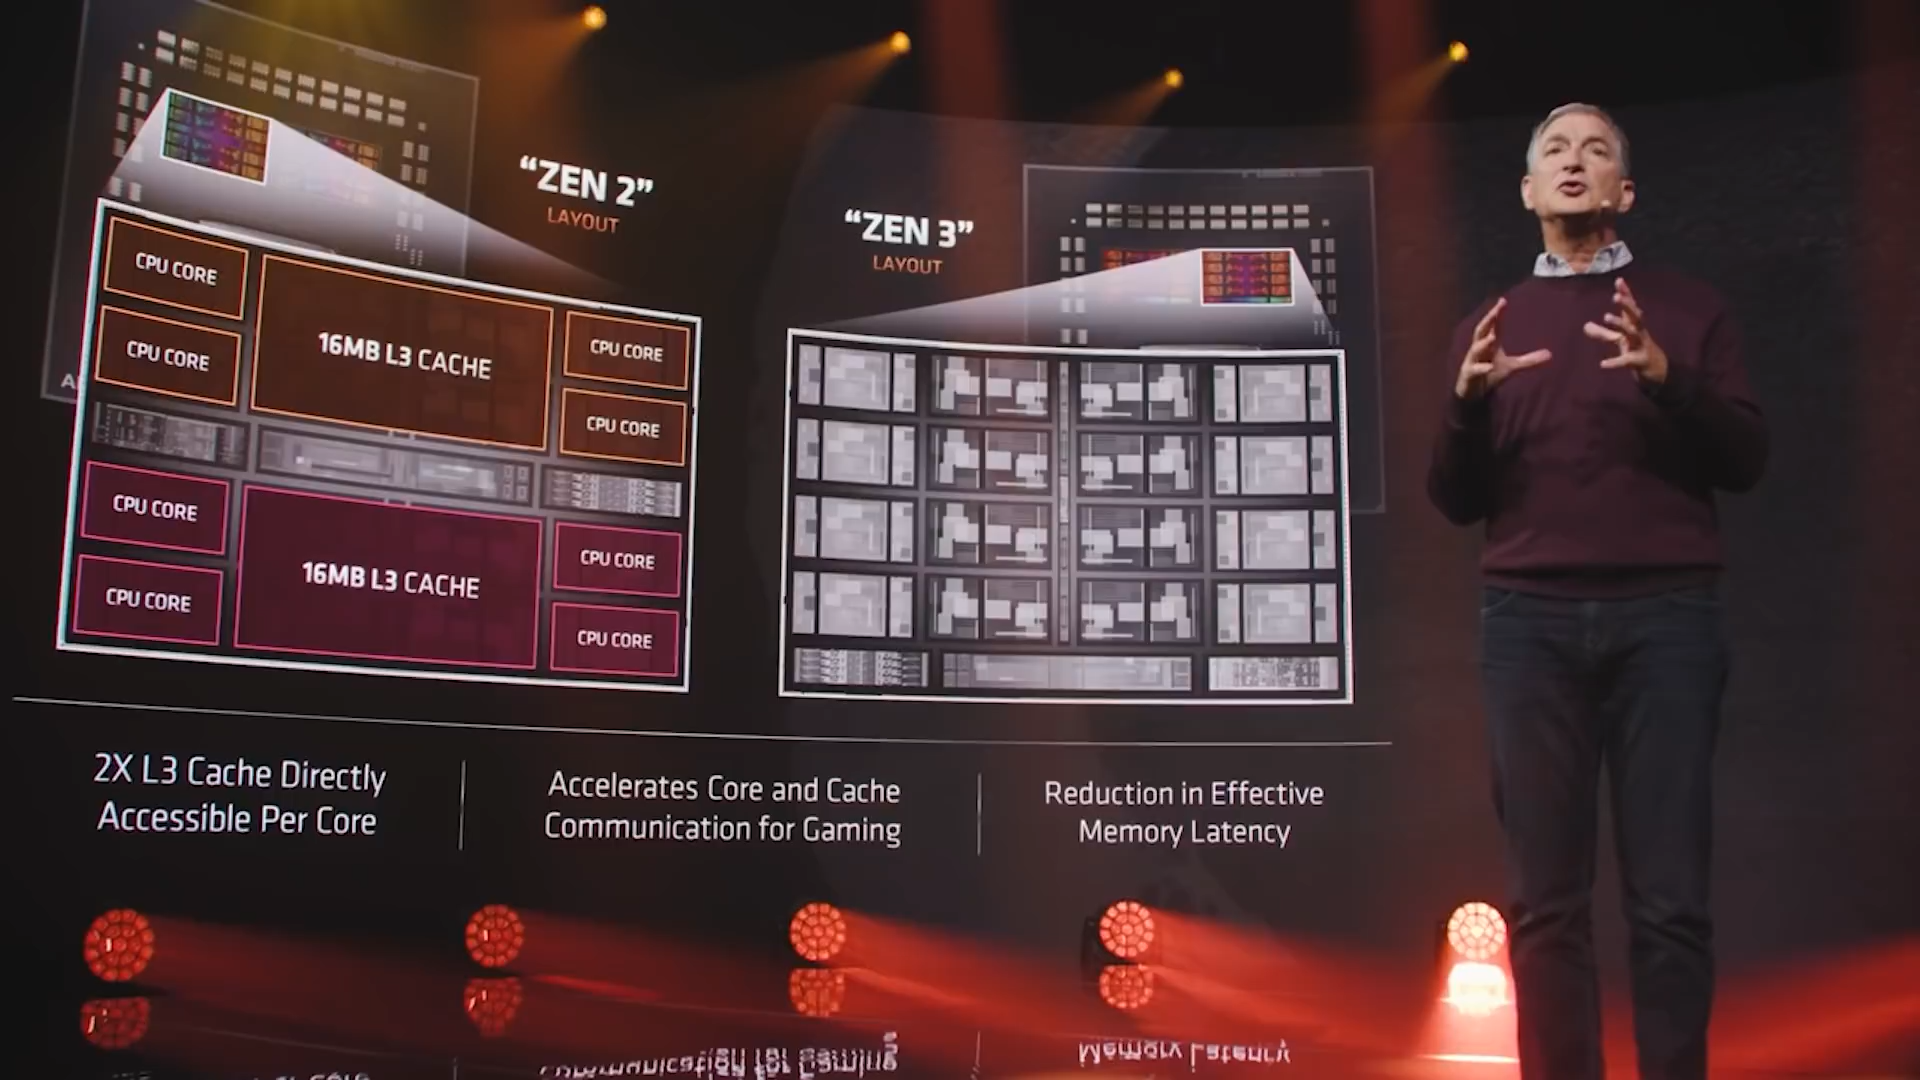 “ZEN 2”
LAYOUT
“ZEN 3”
LAYOUT
CPU CORE
CPU CORE
16MB L3 CACHE
CPU CORE
CPU CORE
CPU CORE
CPU CORE
16MB L3 CACHE
CPU CORE
CPU CORE
2X L3 Cache Directly
Accessible Per Core
Accelerates Core and Cache
Communication for Gaming
Reduction in Effective
Memory Latency